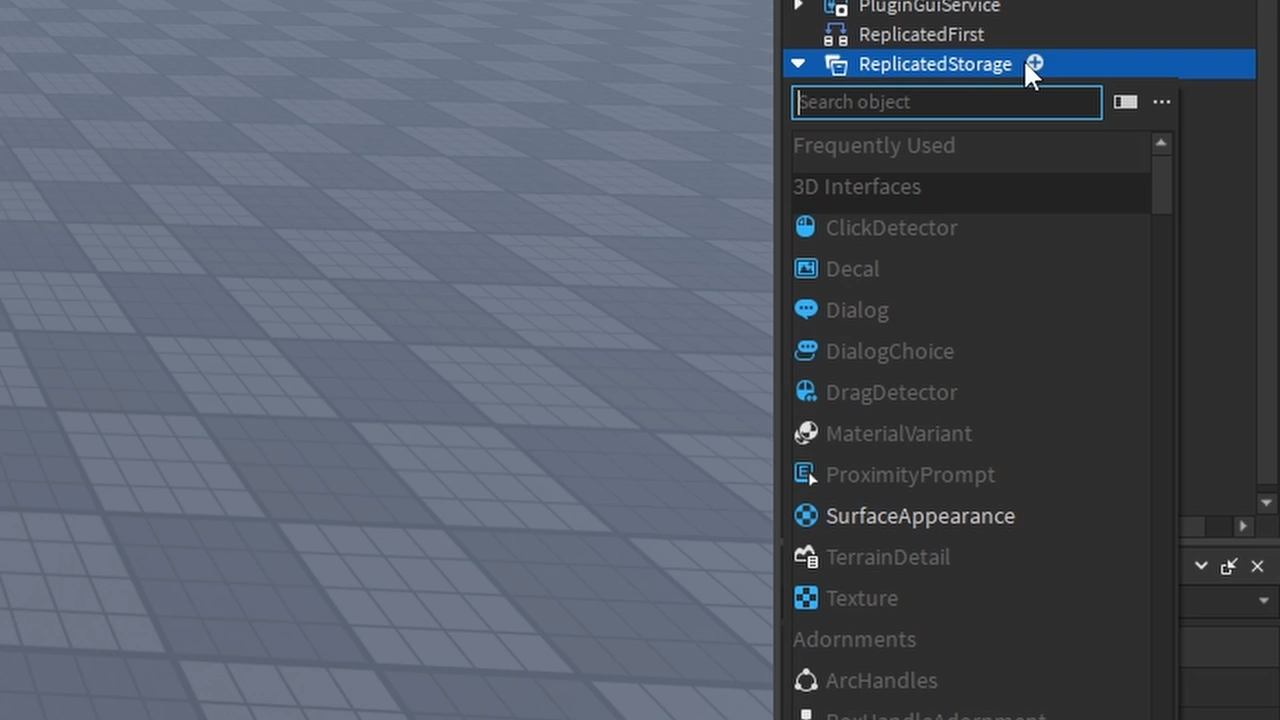 PluginGuiService
ReplicatedFirst
ReplicatedStorage
Search object
Frequently Used
3D Interfaces
ClickDetector
Decal
Dialog
DialogChoice
DragDetector
MaterialVariant
ProximityPrompt
SurfaceAppearance
TerrainDetail
Texture
Adornments
ArcHandles
BoxHandleAdornment